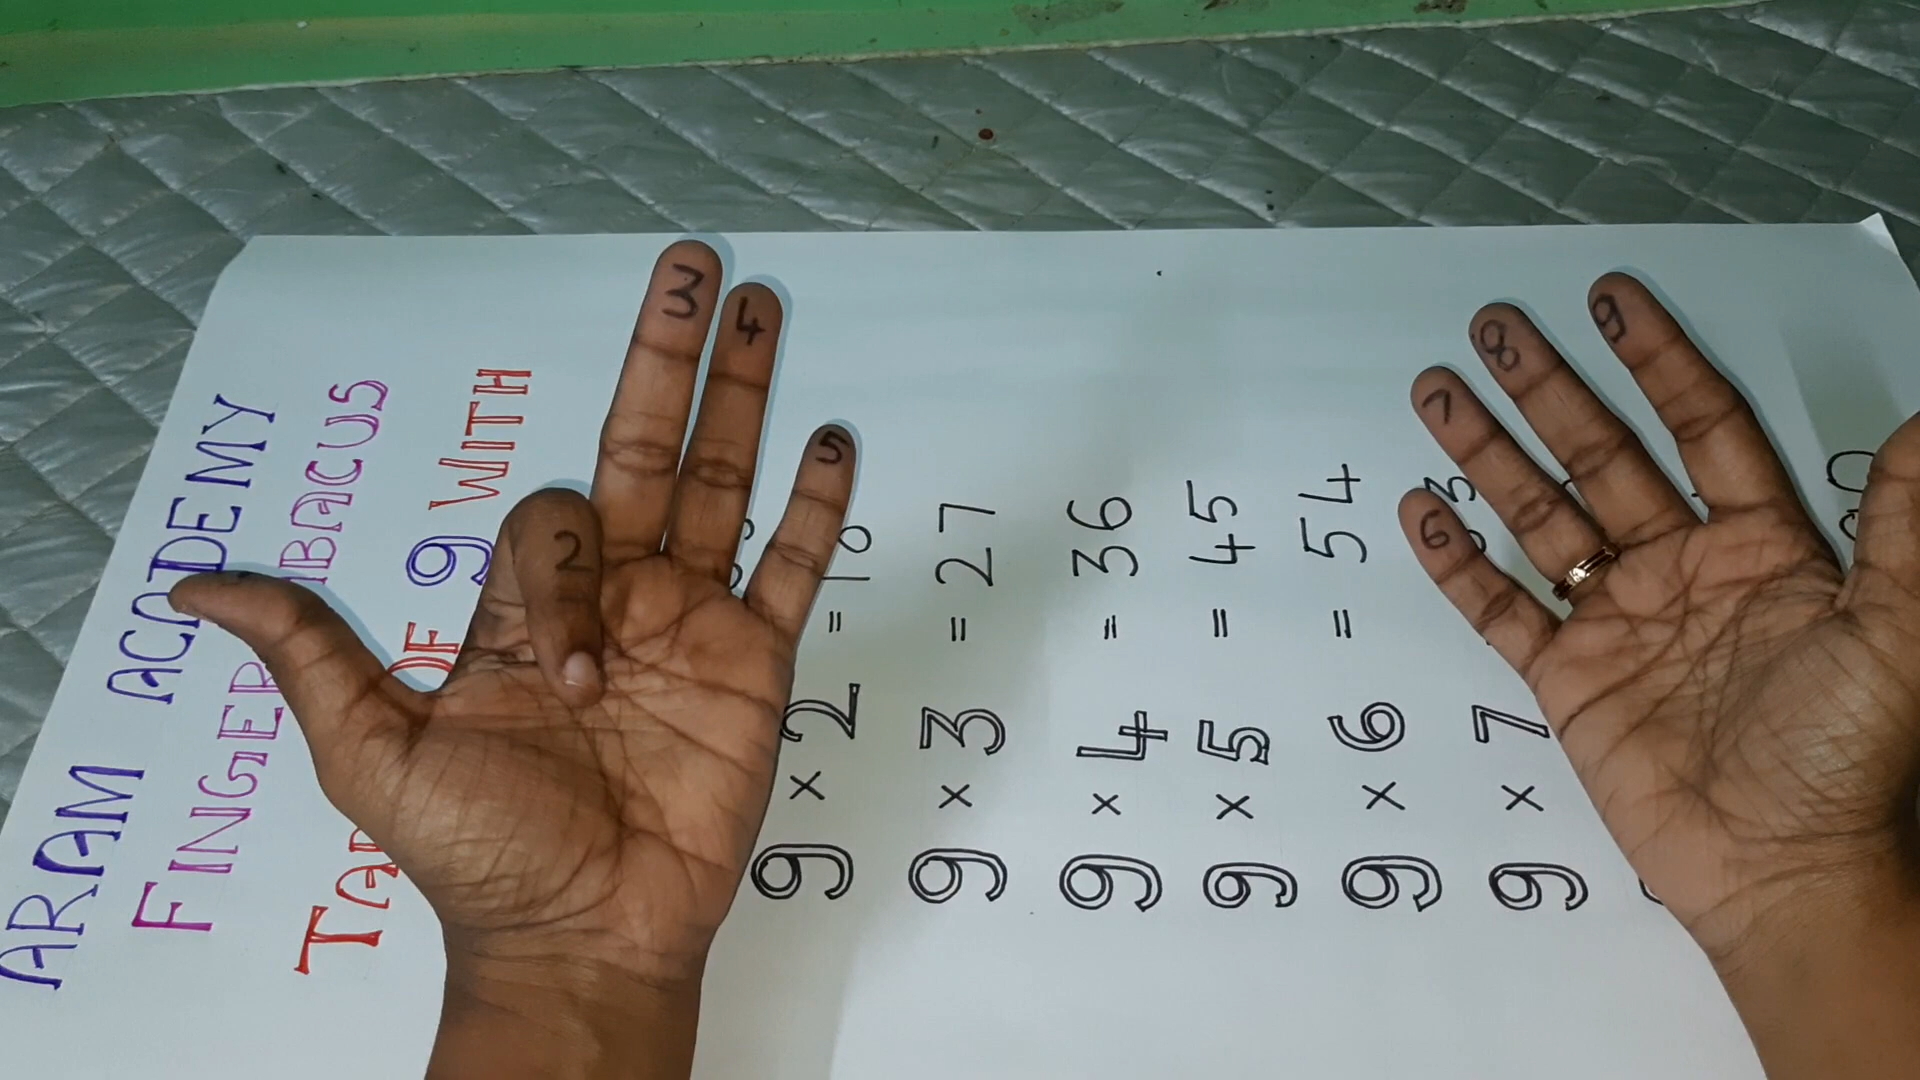 ARAM ACADEMY
FINGER ABACUS
OF 9 WITH
9 × 2 = 18
9 × 3 = 27
9 × 4 = 36
9 × 5 = 45
9 × 6 = 54
9 × 7
2
3
4
5
6
7
8
9